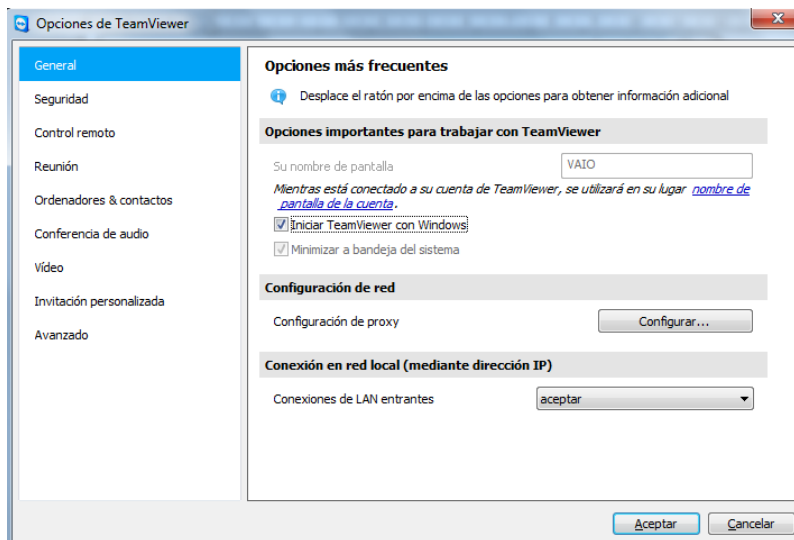 Opciones de TeamViewer
x
General
Seguridad
Control remoto
Reunión
Ordenadores & contactos
Conferencia de audio
Vídeo
Invitación personalizada
Avanzado
Opciones más frecuentes
Desplace el ratón por encima de las opciones para obtener información adicional
Opciones importantes para trabajar con TeamViewer
Su nombre de pantalla
VAIO
Mientras está conectado a su cuenta de TeamViewer, se utilizará en su lugar nombre de
pantalla de la cuenta.
Iniciar TeamViewer con Windows
Minimizar a bandeja del sistema
Configuración de red
Configuración de proxy
Configurar...
Conexión en red local (mediante dirección IP)
Conexiones de LAN entrantes
aceptar
Aceptar
Cancelar